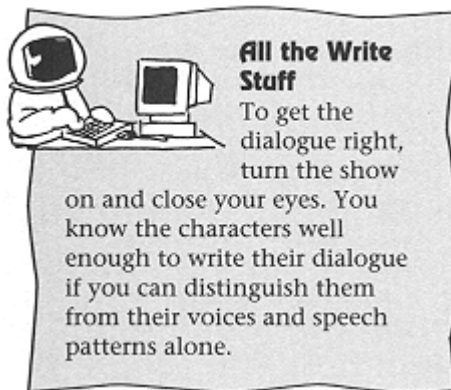 All the Write
Stuff
To get the
dialogue right,
turn the show
on and close your eyes. You
know the characters well
enough to write their dialogue
if you can distinguish them
from their voices and speech
patterns alone.